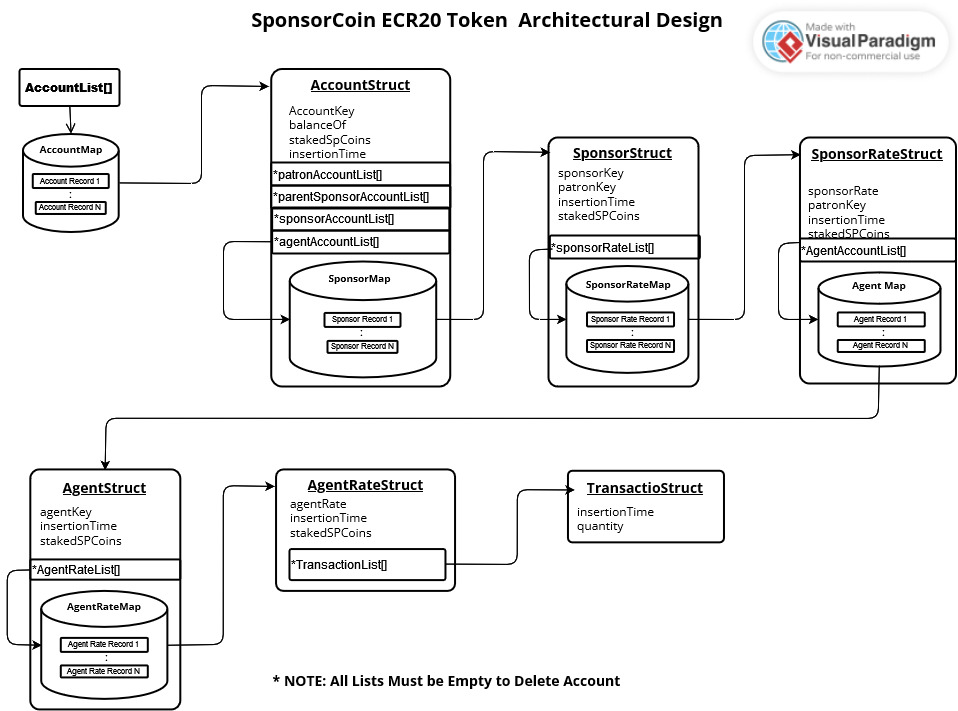 SponsorCoin ECR20 Token  Architectural Design
Made with
VisualParadigm
For non-commercial use
AccountList[]
AccountMap
Account Record 1
:
Account Record N
AccountStruct
AccountKey
balanceOf
stakedSpCoins
insertionTime
*patronAccountList[]
*parentSponsorAccountList[]
*sponsorAccountList[]
*agentAccountList[]
SponsorMap
Sponsor Record 1
:
Sponsor Record N
SponsorStruct
sponsorKey
patronKey
insertionTime
stakedSPCoins
*sponsorRateList[]
SponsorRateMap
Sponsor Rate Record 1
:
Sponsor Rate Record N
SponsorRateStruct
sponsorRate
patronKey
insertionTime
stakedSPCoins
*AgentAccountList[]
Agent Map
Agent Record 1
:
Agent Record N
AgentStruct
agentKey
insertionTime
stakedSPCoins
*AgentRateList[]
AgentRateMap
Agent Rate Record 1
:
Agent Rate Record N
AgentRateStruct
agentRate
insertionTime
stakedSPCoins
*TransactionList[]
TransactioStruct
insertionTime
quantity
* NOTE: All Lists Must be Empty to Delete Account